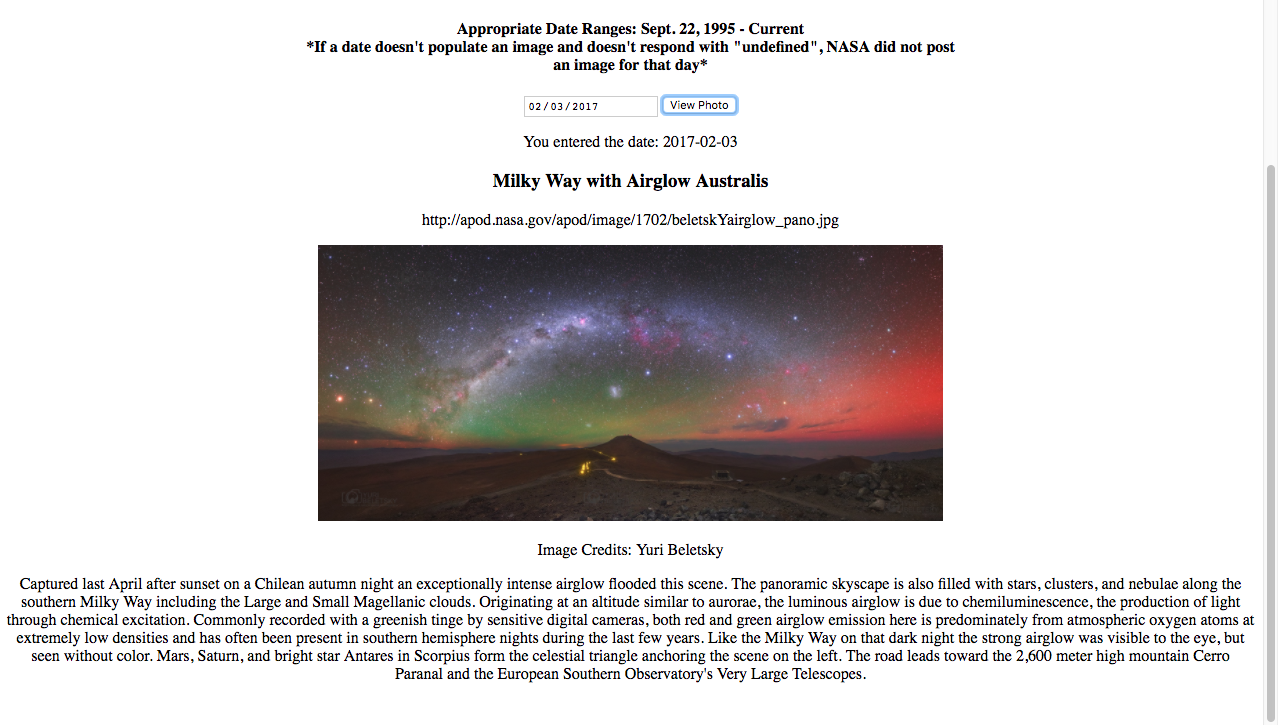 Appropriate Date Ranges: Sept. 22, 1995 - Current
*If a date doesn't populate an image and doesn't respond with "undefined", NASA did not post
an image for that day*
02/03/2017 View Photo
You entered the date: 2017-02-03
Milky Way with Airglow Australis
http://apod.nasa.gov/apod/image/1702/beletskYairglow_pano.jpg
Image Credits: Yuri Beletsky
Captured last April after sunset on a Chilean autumn night an exceptionally intense airglow flooded this scene. The panoramic skyscape is also filled with stars, clusters, and nebulae along the
southern Milky Way including the Large and Small Magellanic clouds. Originating at an altitude similar to aurorae, the luminous airglow is due to chemiluminescence, the production of light
through chemical excitation. Commonly recorded with a greenish tinge by sensitive digital cameras, both red and green airglow emission here is predominately from atmospheric oxygen atoms at
extremely low densities and has often been present in southern hemisphere nights during the last few years. Like the Milky Way on that dark night the strong airglow was visible to the eye, but
seen without color. Mars, Saturn, and bright star Antares in Scorpius form the celestial triangle anchoring the scene on the left. The road leads toward the 2,600 meter high mountain Cerro
Paranal and the European Southern Observatory's Very Large Telescopes.